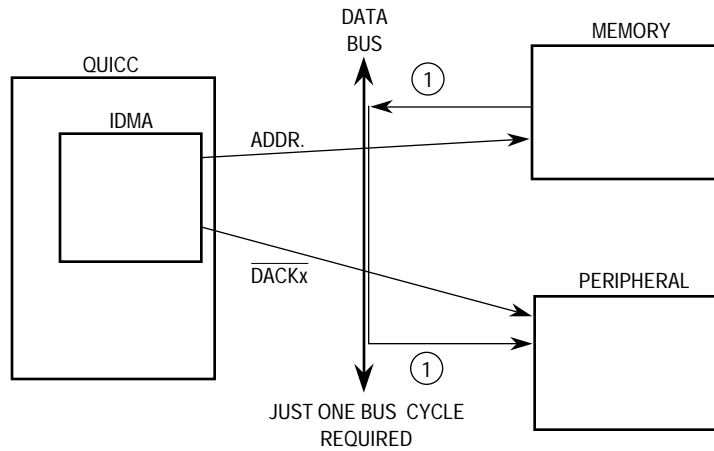 DATA
BUS
MEMORY
QUICC
1
IDMA
ADDR.
DACKx
PERIPHERAL
1
JUST ONE BUS CYCLE
REQUIRED